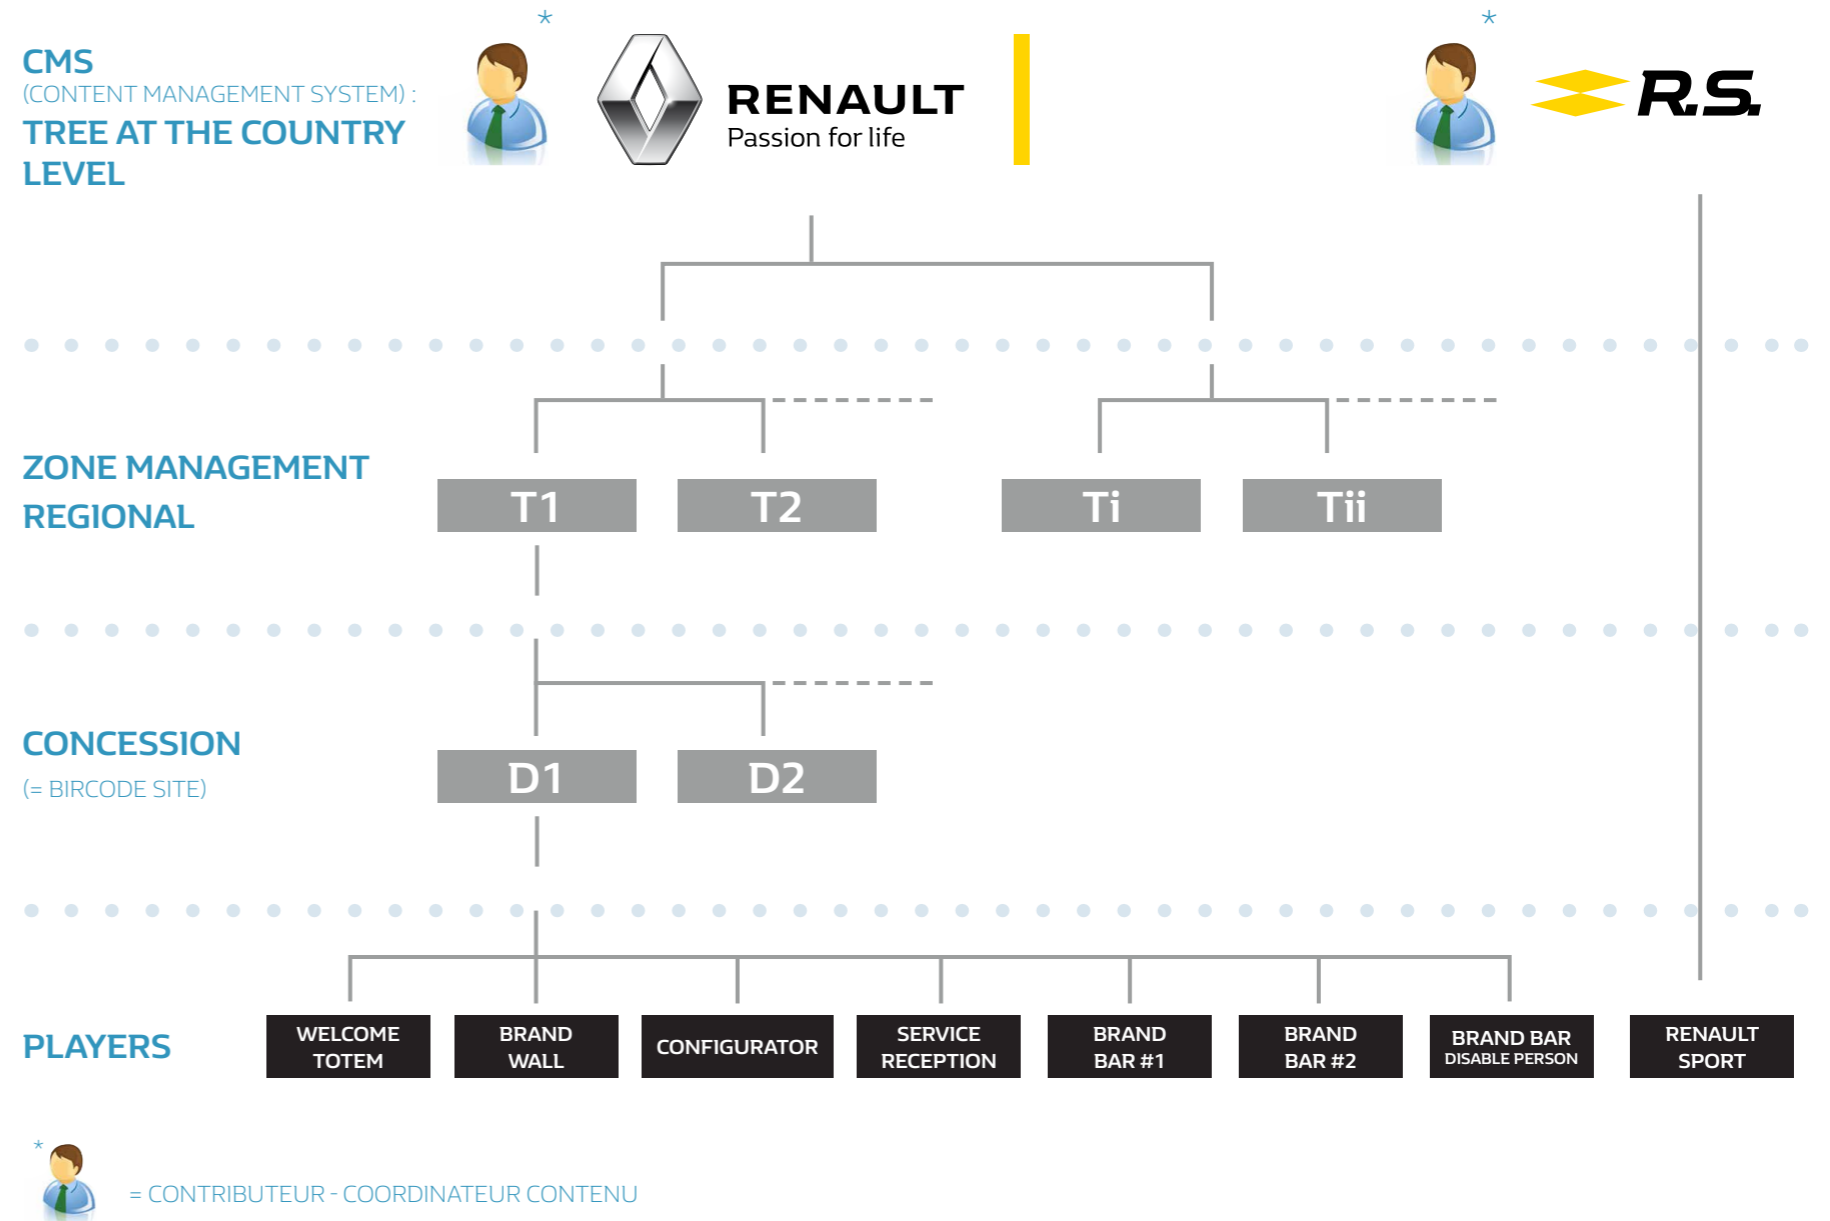 *
*
CMS
(CONTENT MANAGEMENT SYSTEM) :
TREE AT THE COUNTRY
LEVEL
RENAULT
Passion for life
R.S.
ZONE MANAGEMENT
REGIONAL
T1
T2
Ti
Tii
CONCESSION
(= BIRCODE SITE)
D1
D2
PLAYERS
WELCOME
TOTEM
BRAND
WALL
CONFIGURATOR
SERVICE
RECEPTION
BRAND
BAR #1
BRAND
BAR #2
BRAND BAR
DISABLE PERSON
RENAULT
SPORT
*
= CONTRIBUTEUR - COORDINATEUR CONTENU